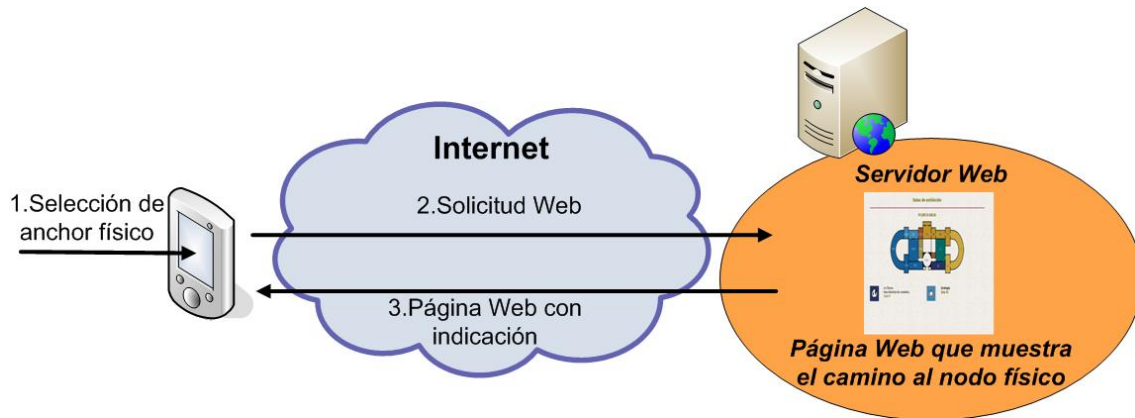 Internet
Servidor Web
1.Selección de
anchor físico
2.Solicitud Web
3.Página Web con
indicación
Página Web que muestra
el camino al nodo físico